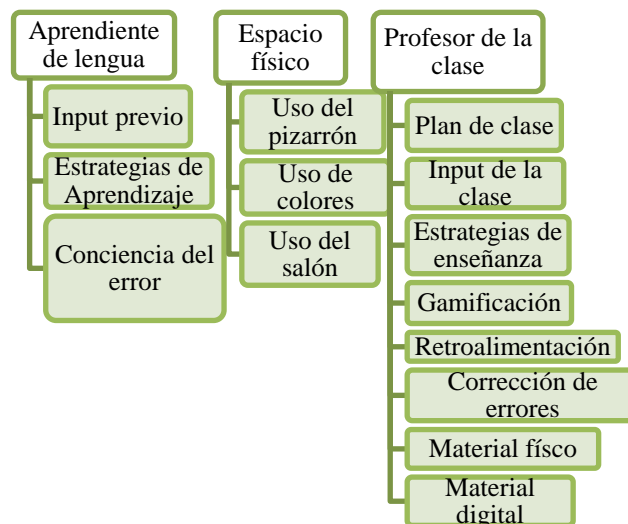 Aprendiente
de lengua
Input previo
Estrategias de
Aprendizaje
Conciencia del
error
Espacio
físico
Uso del
pizarrón
Uso de
colores
Uso del
salón
Profesor de la
clase
Plan de clase
Input de la
clase
Estrategias de
enseñanza
Gamificación
Retroalimentación
Corrección de
errores
Material físco
Material
digital